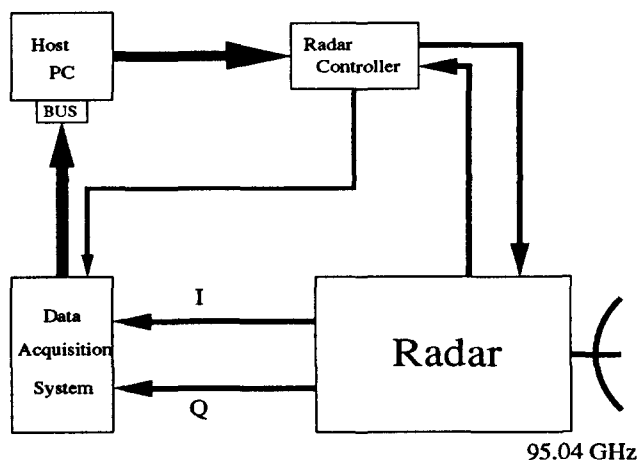 Host
PC
BUS
Radar
Controller
I
Data
Acquisition
System
Radar
Q
95.04 GHz